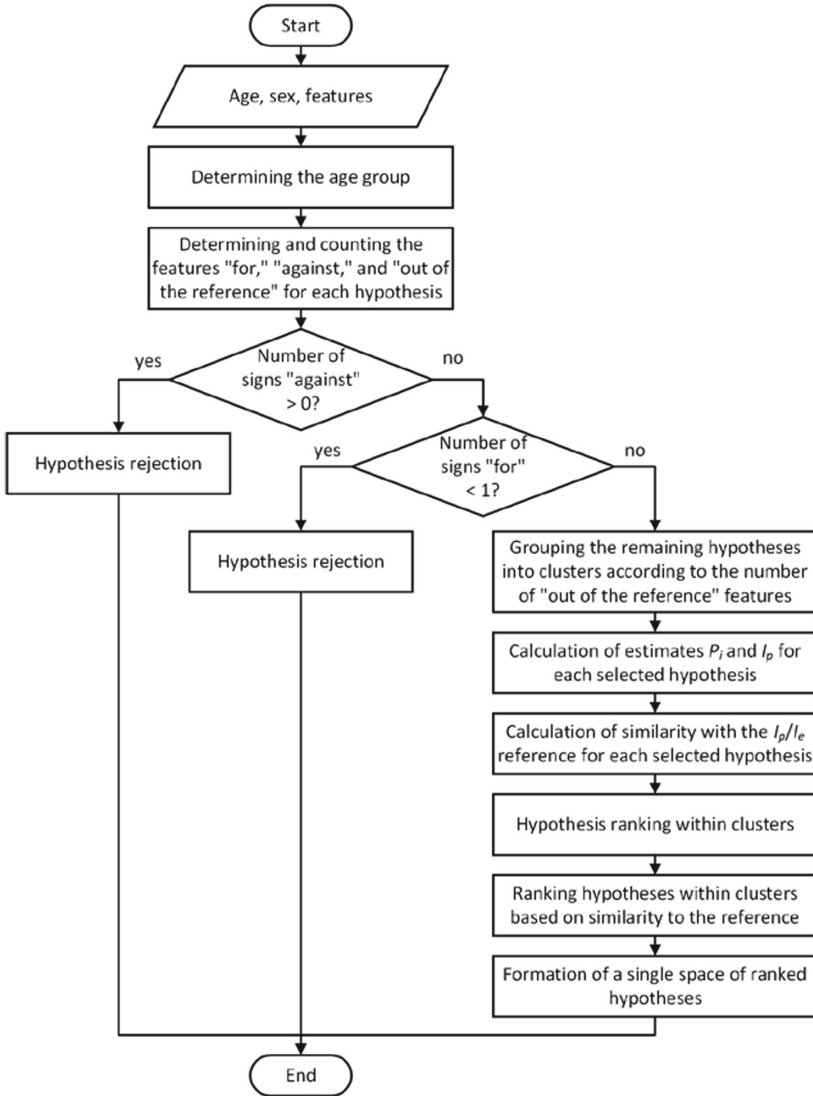 Start
Age, sex, features
Determining the age group
Determining and counting the
features "for," "against," and "out of
the reference" for each hypothesis
yes
Number of
signs "against"
> 0?
no
Hypothesis rejection
yes
Number of
signs "for"
< 1?
no
Hypothesis rejection
Grouping the remaining hypotheses
into clusters according to the number
of "out of the reference" features
Calculation of estimates Pi and Ip for
each selected hypothesis
Calculation of similarity with the Ip/Ie
reference for each selected hypothesis
Hypothesis ranking within clusters
Ranking hypotheses within clusters
based on similarity to the reference
Formation of a single space of ranked
hypotheses
End